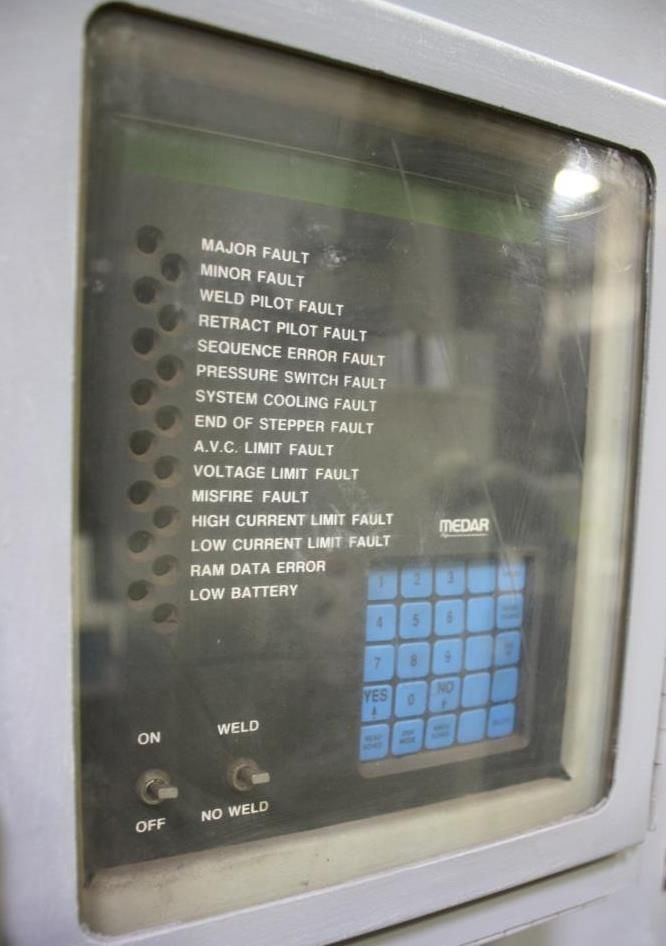 MAJOR FAULT
MINOR FAULT
WELD PILOT FAULT
RETRACT PILOT FAULT
SEQUENCE ERROR FAULT
PRESSURE SWITCH FAULT
SYSTEM COOLING FAULT
END OF STEPPER FAULT
A.V.C. LIMIT FAULT
VOLTAGE LIMIT FAULT
MISFIRE FAULT
HIGH CURRENT LIMIT FAULT
LOW CURRENT LIMIT FAULT
RAM DATA ERROR
LOW BATTERY
MEDAR
1 2 3
4 5 6
7 8 9
YES 0 NO
ON WELD
OFF NO WELD